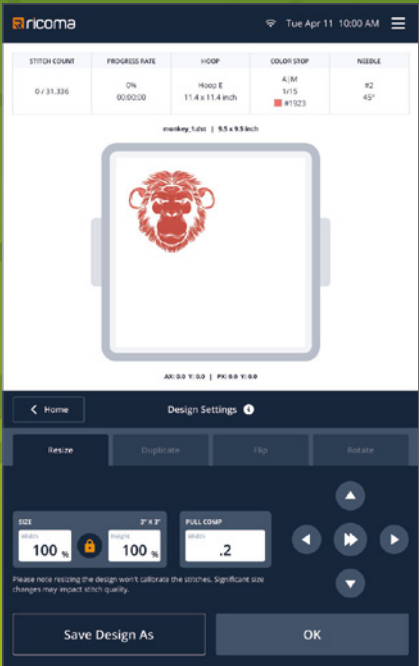 ricoma
Tue Apr 11 10:00 AM
STITCH COUNT PROGRESS RATE HOOP COLOR STOP NEEDLE
0 / 31,336 0% 00:00:00 Hoop E 11.4 x 11.4 inch A|M 1/15 #1923 #2 45°
monkey_1.dst | 9.5 x 9.5 inch
AX: 0.0 Y: 0.0 | PX: 0.0 Y: 0.0
Home Design Settings
Resize Duplicate Flip Rotate
SIZE 3" X 3" PULL COMP
Width Height Width
100 % 100 % .2
Please note resizing the design won't calibrate the stitches. Significant size
changes may impact stitch quality.
Save Design As OK